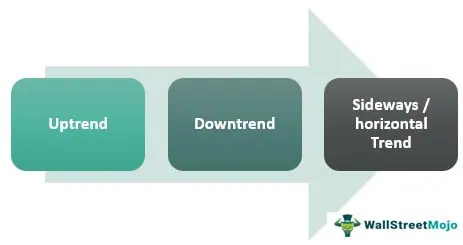 Uptrend
Downtrend
Sideways /
horizontal
Trend
WallStreetMojo